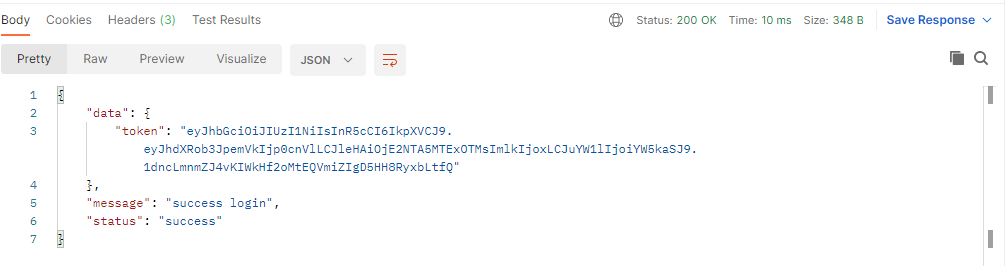 Body Cookies Headers (3) Test Results Status: 200 OK Time: 10 ms Size: 348 B Save Response
Pretty Raw Preview Visualize JSON
1 {
2 "data": {
3 "token": "eyJhbGciOiJIUzI1NiIsInR5cCI6IkpXVCJ9.
eyJhdXRob3JpemVkIjp0cnVlLCJleHAiOjE2NTA5MTExOTMsImlkIjoxLCJuYW1lIjoiYW5kaSJ9.
1dncLmnmZJ4vKIWkHf2oMtEQVmiZIgD5HH8RyxbLtfQ"
4 },
5 "message": "success login",
6 "status": "success"
7 }